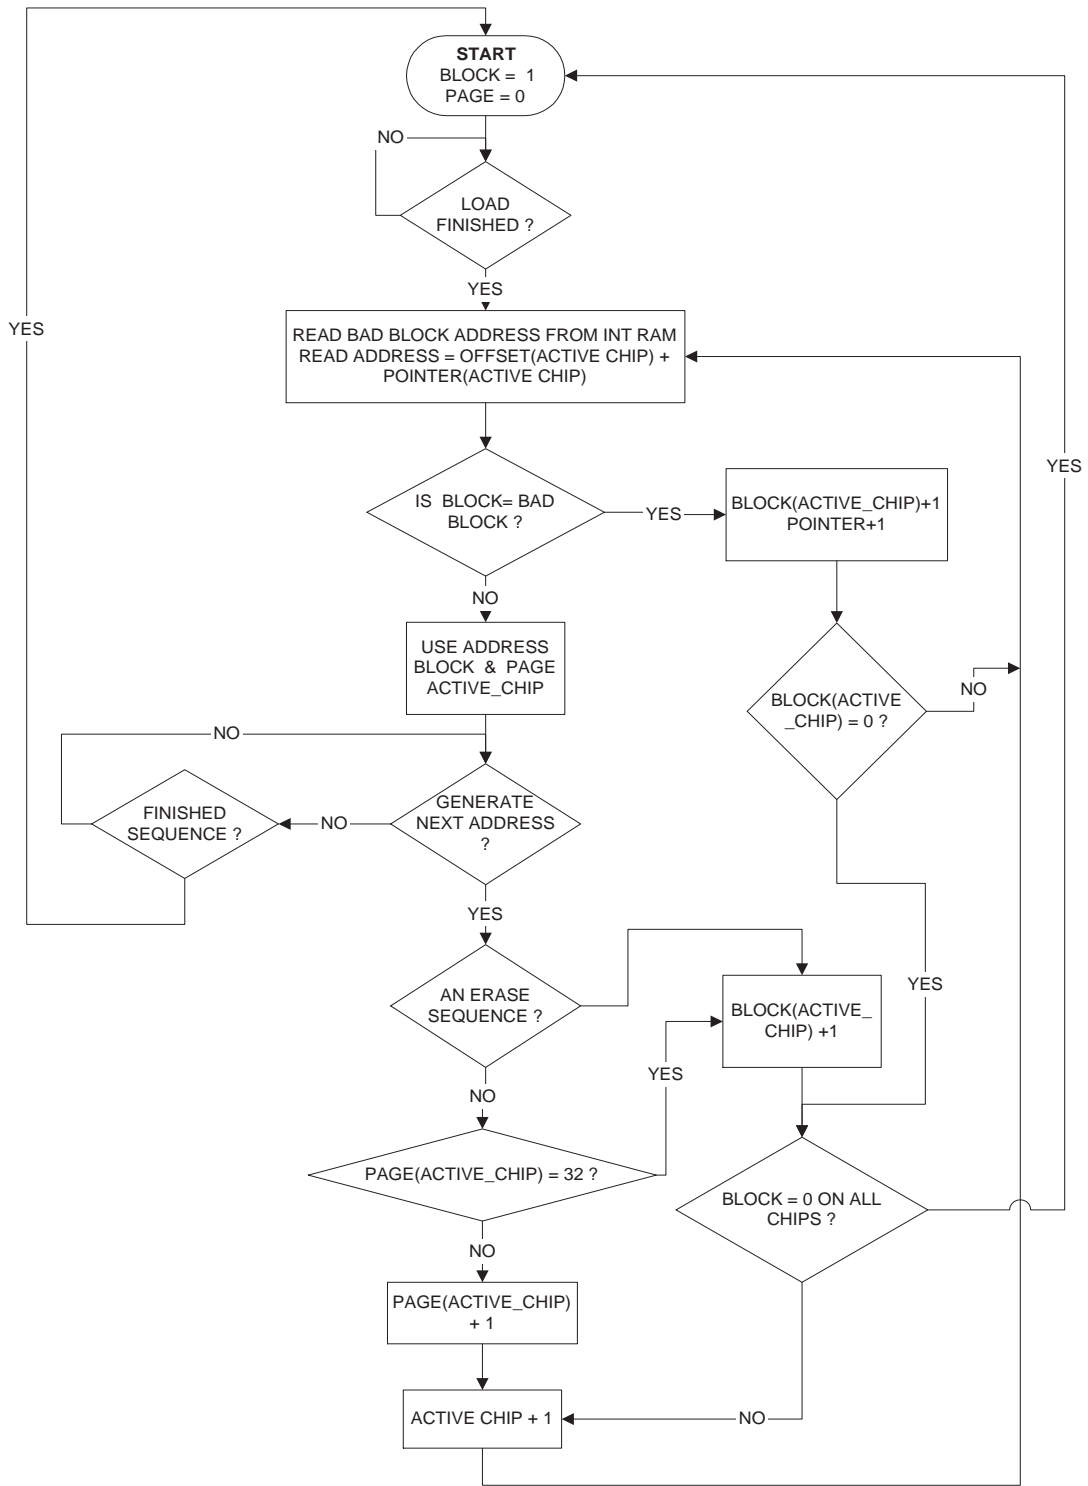 START
BLOCK = 1
PAGE = 0
NO
LOAD
FINISHED ?
YES
READ BAD BLOCK ADDRESS FROM INT RAM
READ ADDRESS = OFFSET(ACTIVE CHIP) +
POINTER(ACTIVE CHIP)
YES
YES
IS BLOCK= BAD
BLOCK ?
YES
BLOCK(ACTIVE_CHIP)+1
POINTER+1
NO
USE ADDRESS
BLOCK & PAGE
ACTIVE_CHIP
BLOCK(ACTIVE
_CHIP) = 0 ?
NO
NO
GENERATE
NEXT ADDRESS
?
NO
FINISHED
SEQUENCE ?
YES
AN ERASE
SEQUENCE ?
BLOCK(ACTIVE_
CHIP) +1
YES
YES
NO
PAGE(ACTIVE_CHIP) = 32 ?
BLOCK = 0 ON ALL
CHIPS ?
NO
PAGE(ACTIVE_CHIP)
+ 1
ACTIVE CHIP + 1
NO